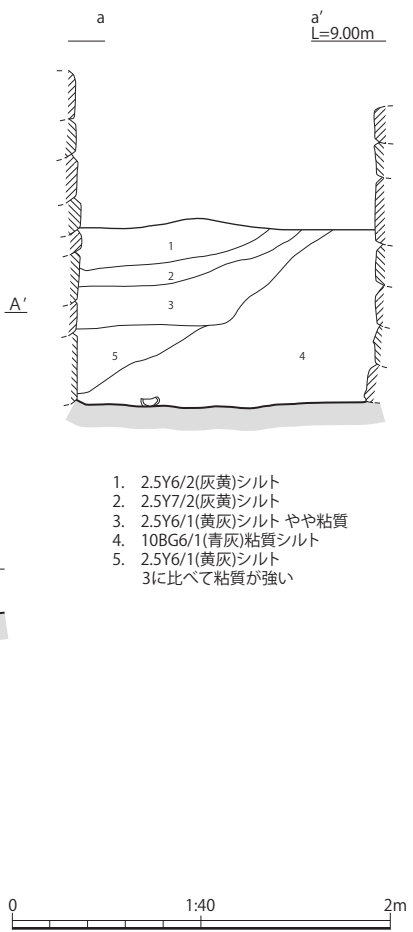 a a′
L=9.00m
1
2
A′
3
5 4
1. 2.5Y6/2(灰黄)シルト
2. 2.5Y7/2(灰黄)シルト
3. 2.5Y6/1(黄灰)シルト やや粘質
4. 10BG6/1(青灰)粘質シルト
5. 2.5Y6/1(黄灰)シルト
3に比べて粘質が強い
0 1:40 2m